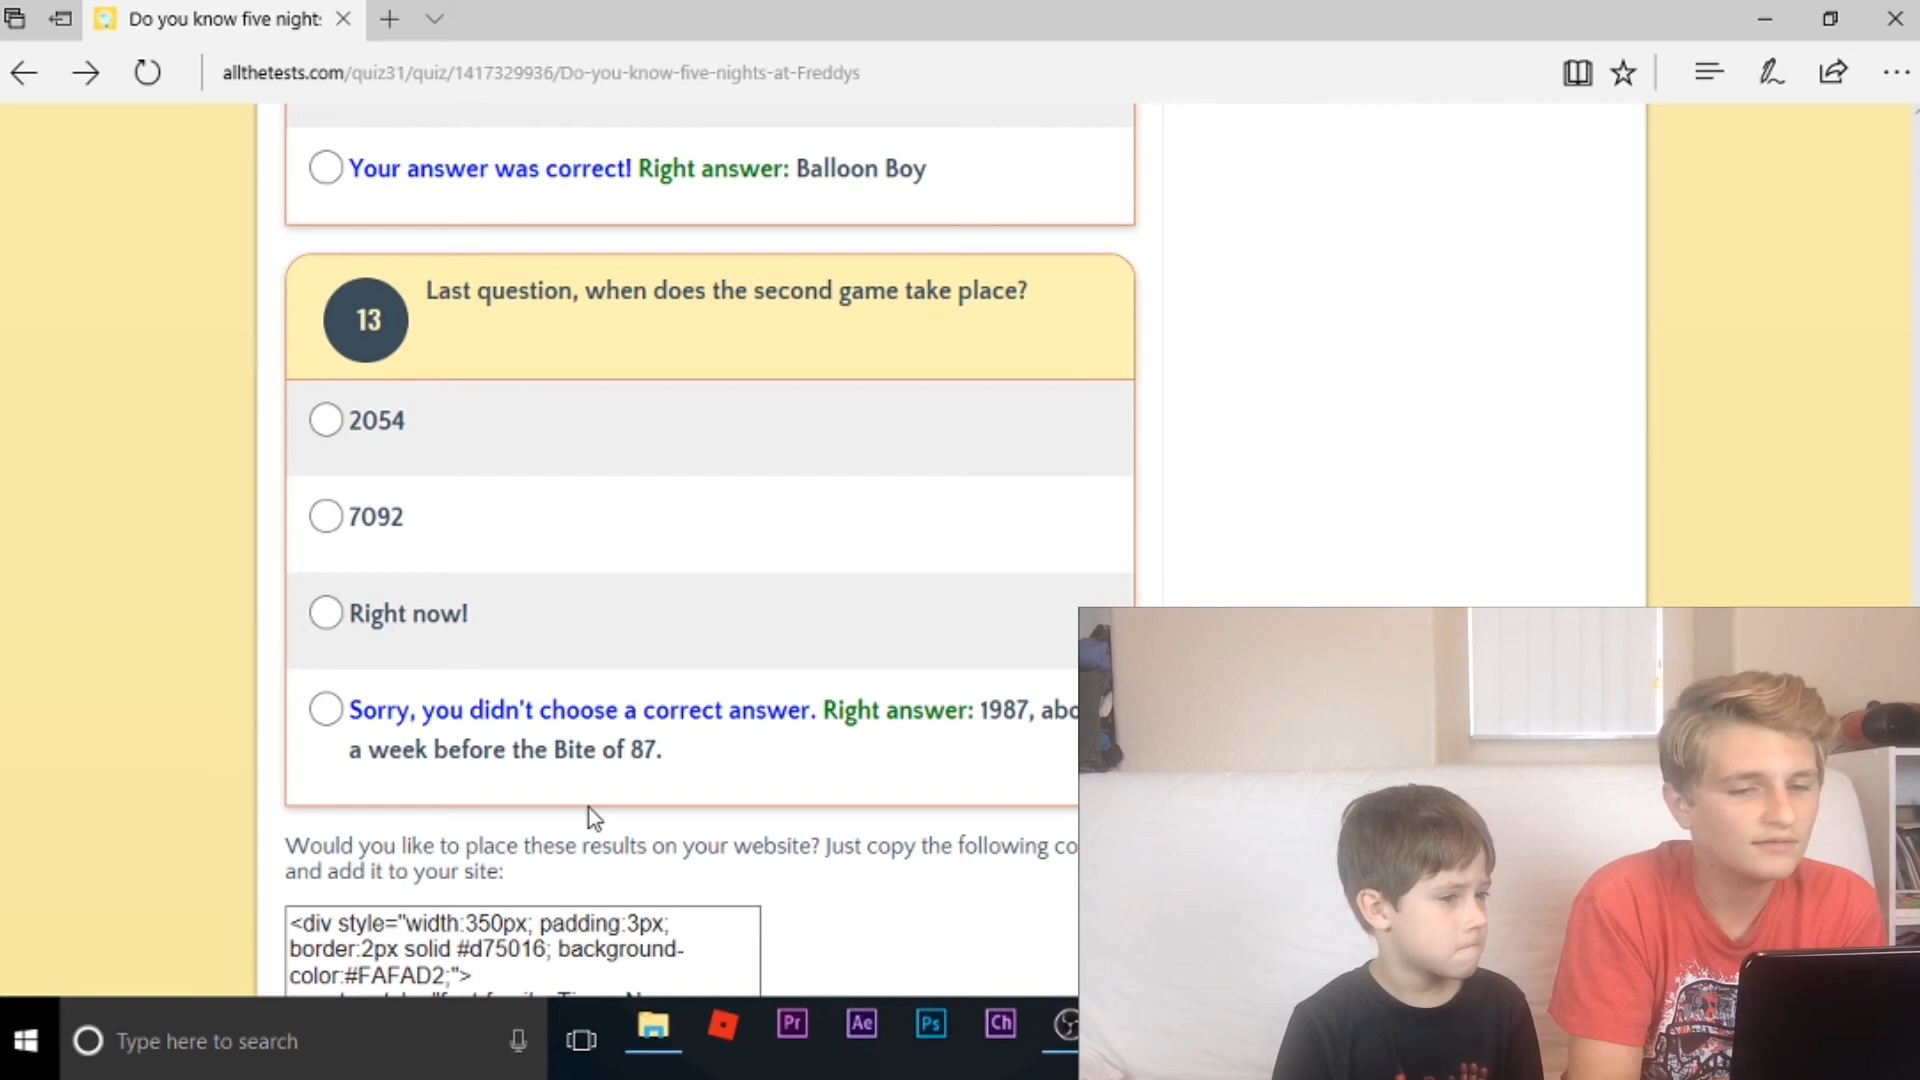 Do you know five night:
allthetests.com/quiz31/quiz/1417329936/Do-you-know-five-nights-at-Freddys
Your answer was correct! Right answer: Balloon Boy
13
Last question, when does the second game take place?
2054
7092
Right now!
Sorry, you didn't choose a correct answer. Right answer: 1987,
a week before the Bite of 87.
Would you like to place these results on your website? Just copy the following
and add it to your site:
<div style="width:350px; padding:3px;
border:2px solid #d75016; background-
color:#FAFAD2;">
Type here to search
Pr
Ae
Ps
Ch